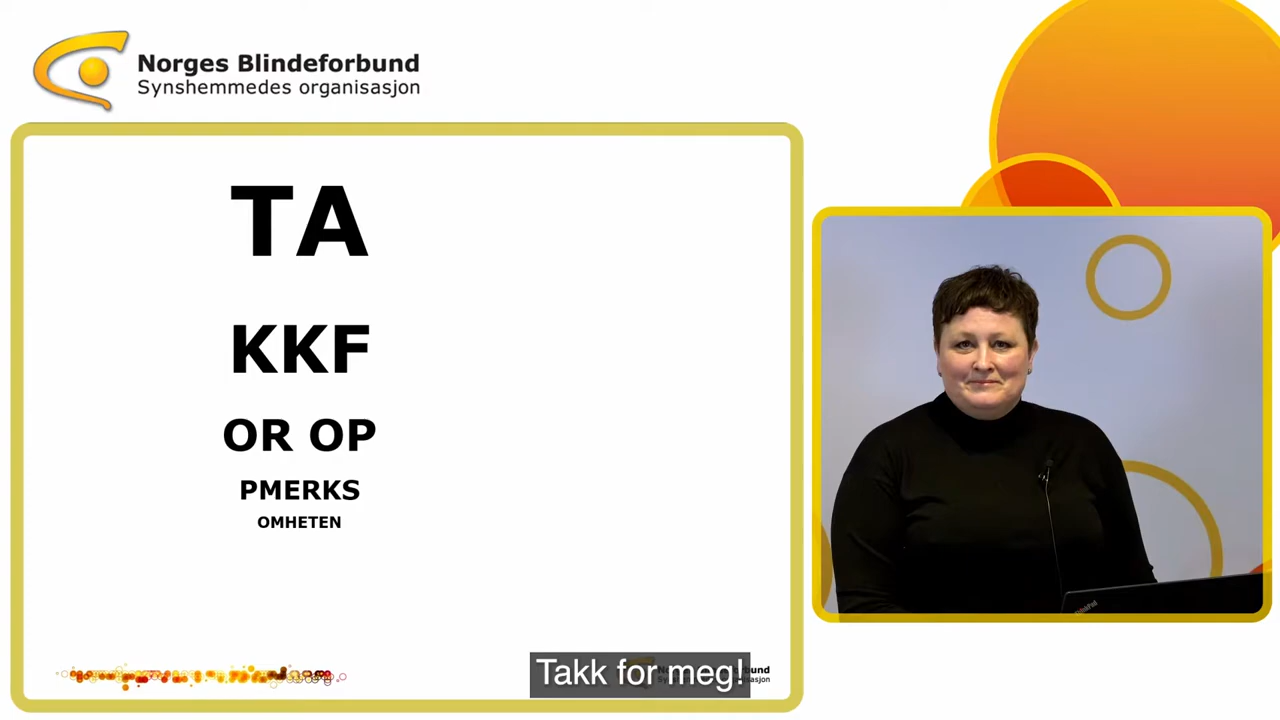 Norges Blindeforbund
Synshemmedes organisasjon
TA
KKF
OR OP
PMERKS
OMHETEN
Takk for meg!